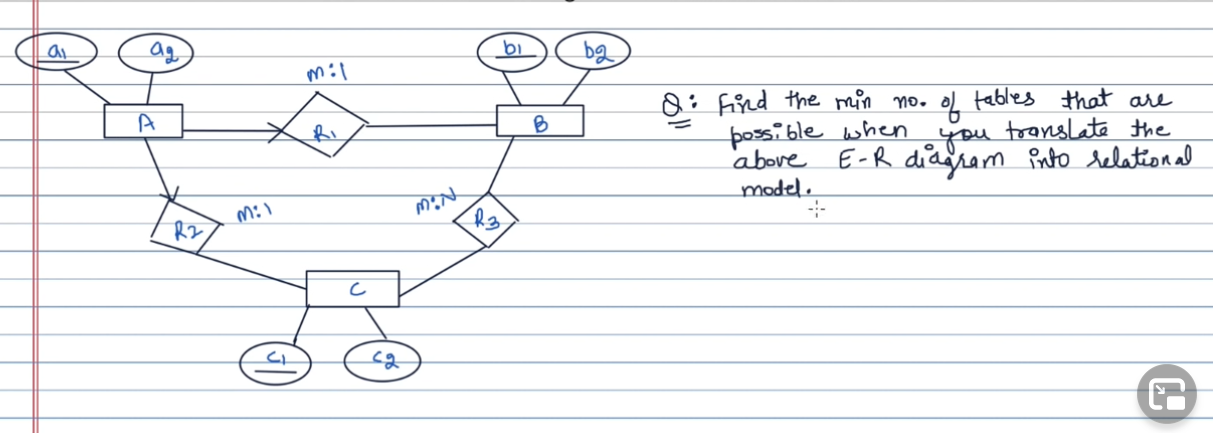 a1 a2 b1 b2
m:1
A R1 B
Q: Find the min no. of tables that are
possible when you translate the
above E-R diagram into relational
model.
R2 m:1 m:N R3
C
c1 c2